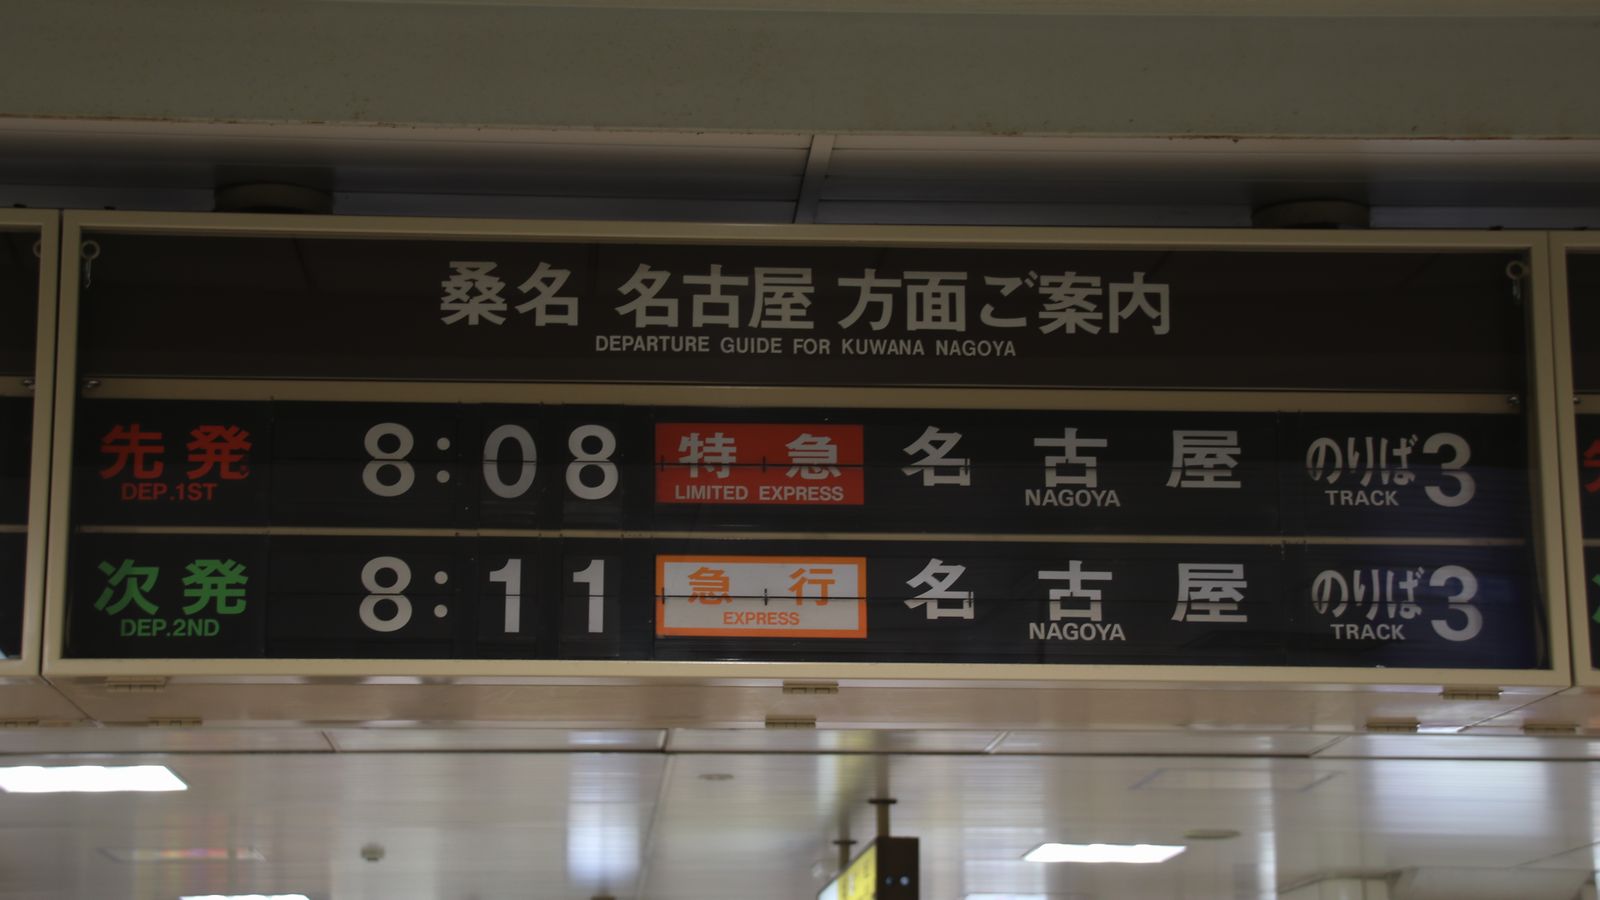 桑名 名古屋 方面ご案内
DEPARTURE GUIDE FOR KUWANA NAGOYA
先発 8:08 特急 名古屋 のりば 3
DEP.1ST LIMITED EXPRESS NAGOYA TRACK
次発 8:11 急行 名古屋 のりば 3
DEP.2ND EXPRESS NAGOYA TRACK